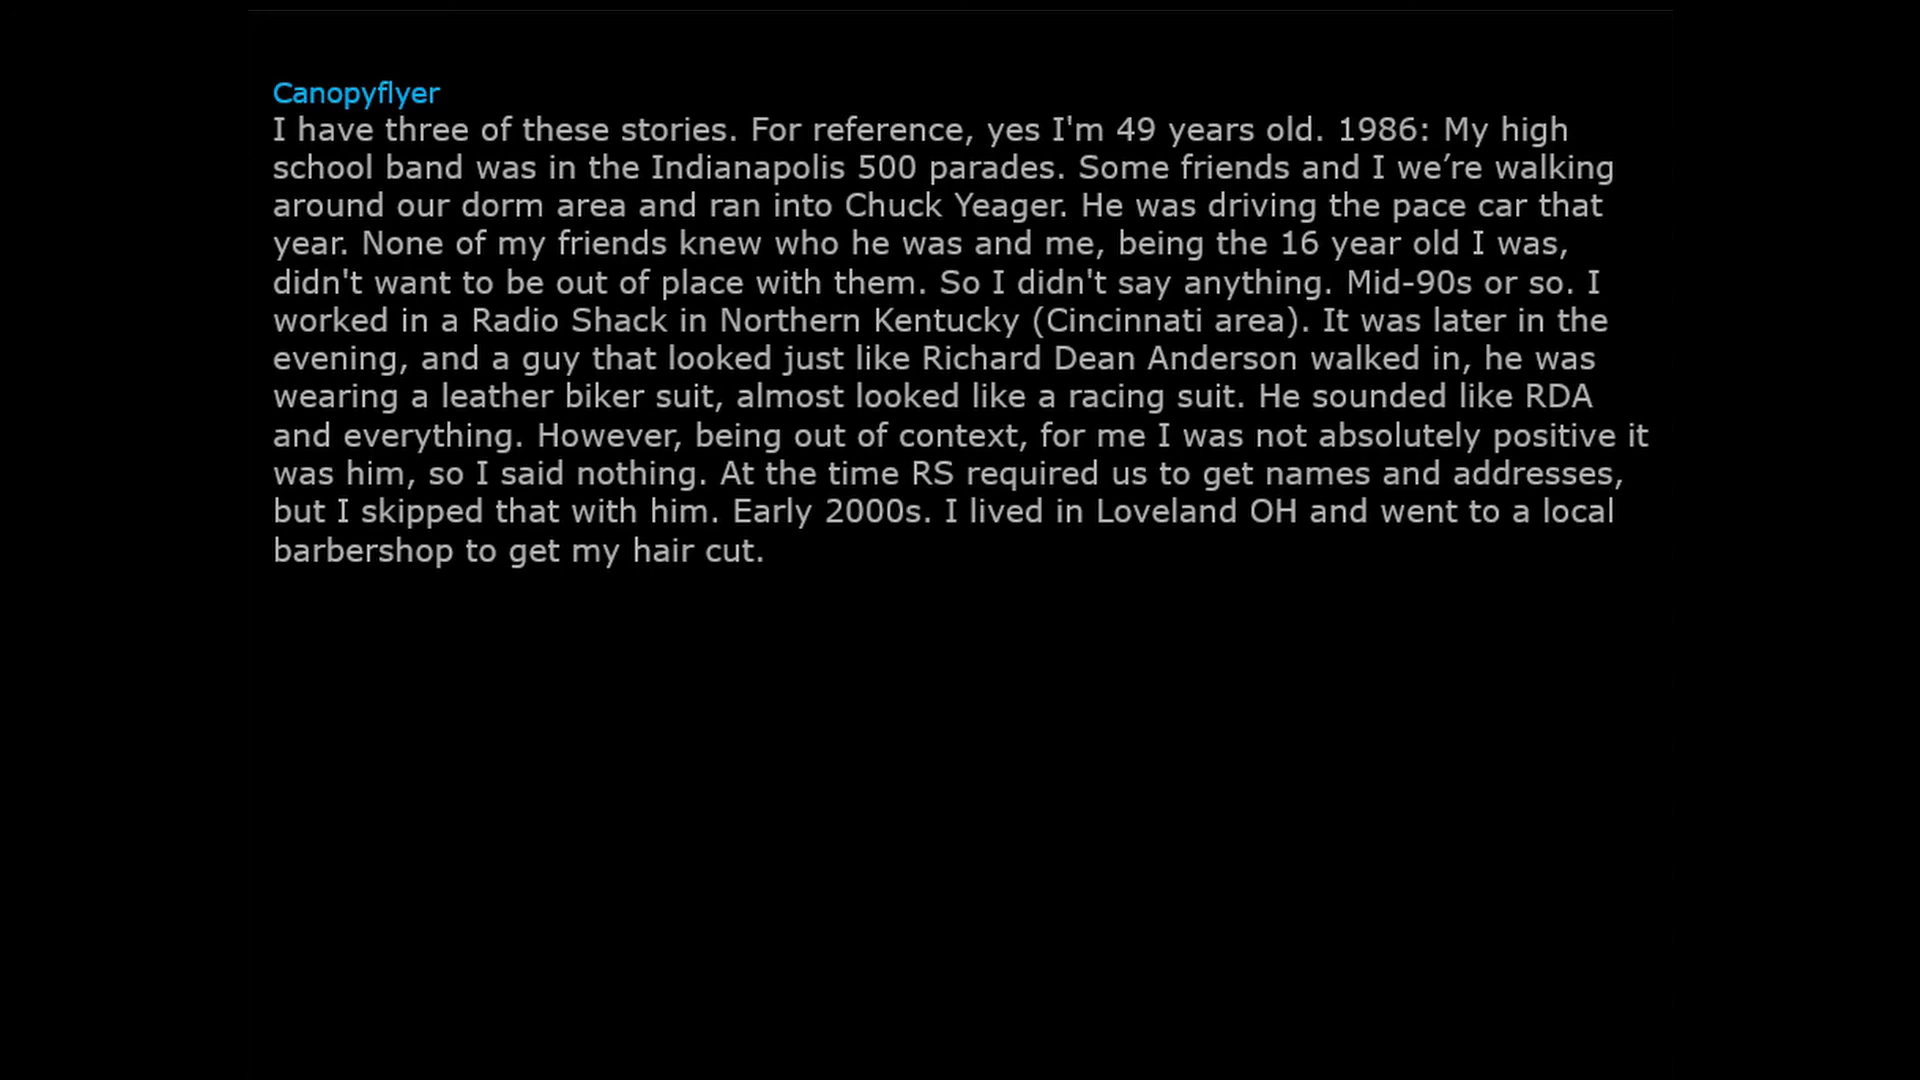 Canopyflyer
I have three of these stories. For reference, yes I'm 49 years old. 1986: My high
school band was in the Indianapolis 500 parades. Some friends and I we’re walking
around our dorm area and ran into Chuck Yeager. He was driving the pace car that
year. None of my friends knew who he was and me, being the 16 year old I was,
didn't want to be out of place with them. So I didn't say anything. Mid-90s or so. I
worked in a Radio Shack in Northern Kentucky (Cincinnati area). It was later in the
evening, and a guy that looked just like Richard Dean Anderson walked in, he was
wearing a leather biker suit, almost looked like a racing suit. He sounded like RDA
and everything. However, being out of context, for me I was not absolutely positive it
was him, so I said nothing. At the time RS required us to get names and addresses,
but I skipped that with him. Early 2000s. I lived in Loveland OH and went to a local
barbershop to get my hair cut.